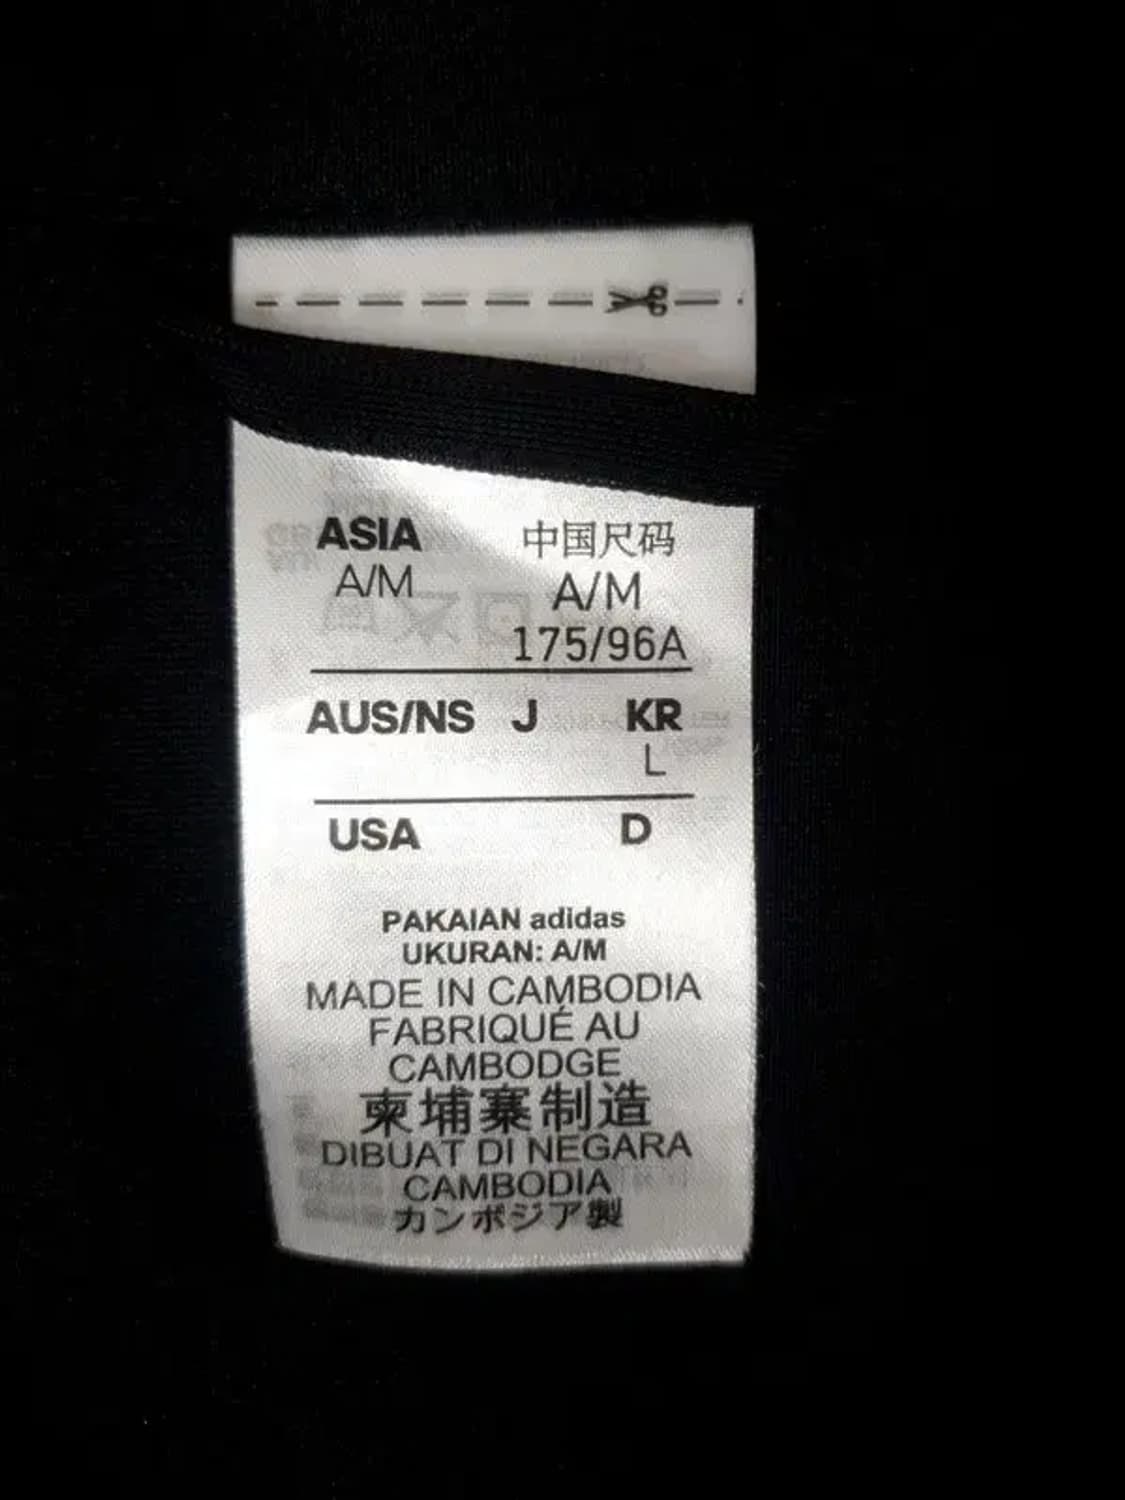 ASIA 中国尺码
A/M A/M
175/96A
AUS/NS J KR
L
USA D
PAKAIAN adidas
UKURAN: A/M
MADE IN CAMBODIA
FABRIQUÉ AU
CAMBODGE
柬埔寨制造
DIBUAT DI NEGARA
CAMBODIA
カンボジア製